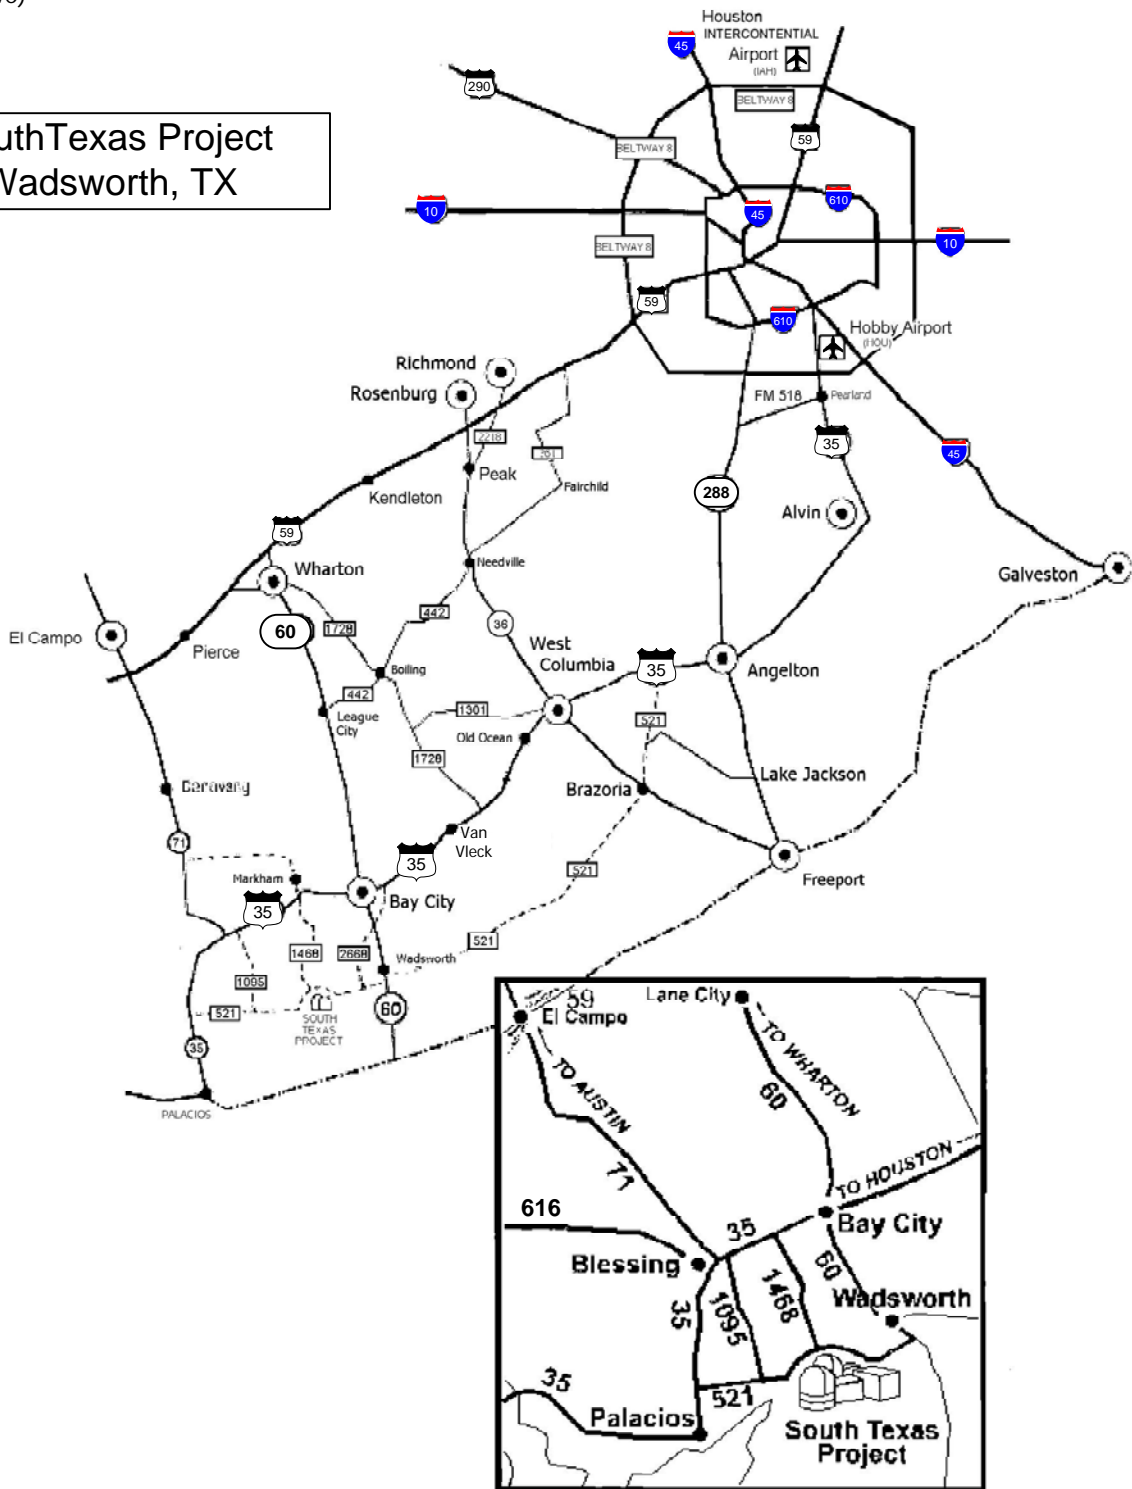 Houston
INTERCONTENTIAL
Airport
(IAH)
45
290
BELTWAY 8
59
uthTexas Project
Wadsworth, TX
BELTWAY 8
610
10
45
10
BELTWAY 8
59
610
Hobby Airport
(HOU)
Richmond
Rosenburg
FM 518
Pearland
2218
35
45
Peak
Fairchild
Kendleton
288
Alvin
59
Needville
Wharton
Galveston
442
36
60
1728
El Campo
Pierce
West
Columbia
35
Angelton
Boiling
442
League
City
1301
521
Old Ocean
1728
Lake Jackson
Brazoria
Van
Vleck
71
35
521
Freeport
Markham
35
Bay City
1468
2668
Wadsworth
521
1095
521
SOUTH
TEXAS
PROJECT
60
35
PALACIOS
59
El Campo
Lane City
TO WHARTON
TO AUSTIN
60
71
TO HOUSTON
616
35
Bay City
Blessing
60
35
1095
1468
Wadsworth
35
521
Palacios
South Texas
Project